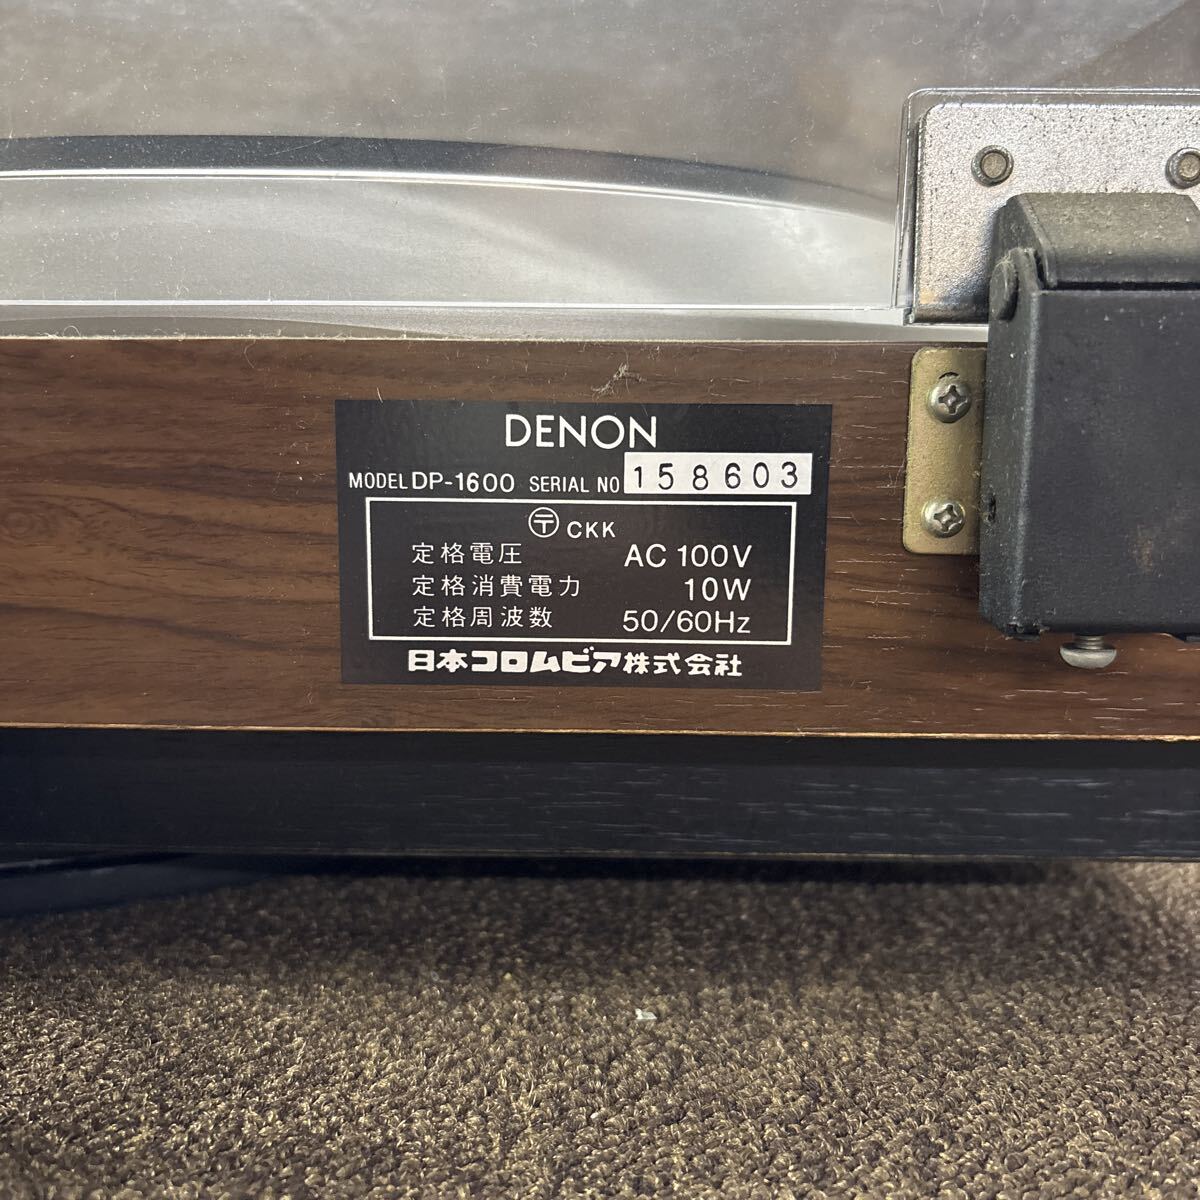 DENON
MODEL DP-1600 SERIAL NO 158603
〒 CKK
定格電圧 AC 100V
定格消費電力 10W
定格周波数 50/60Hz
日本コロムビア株式会社